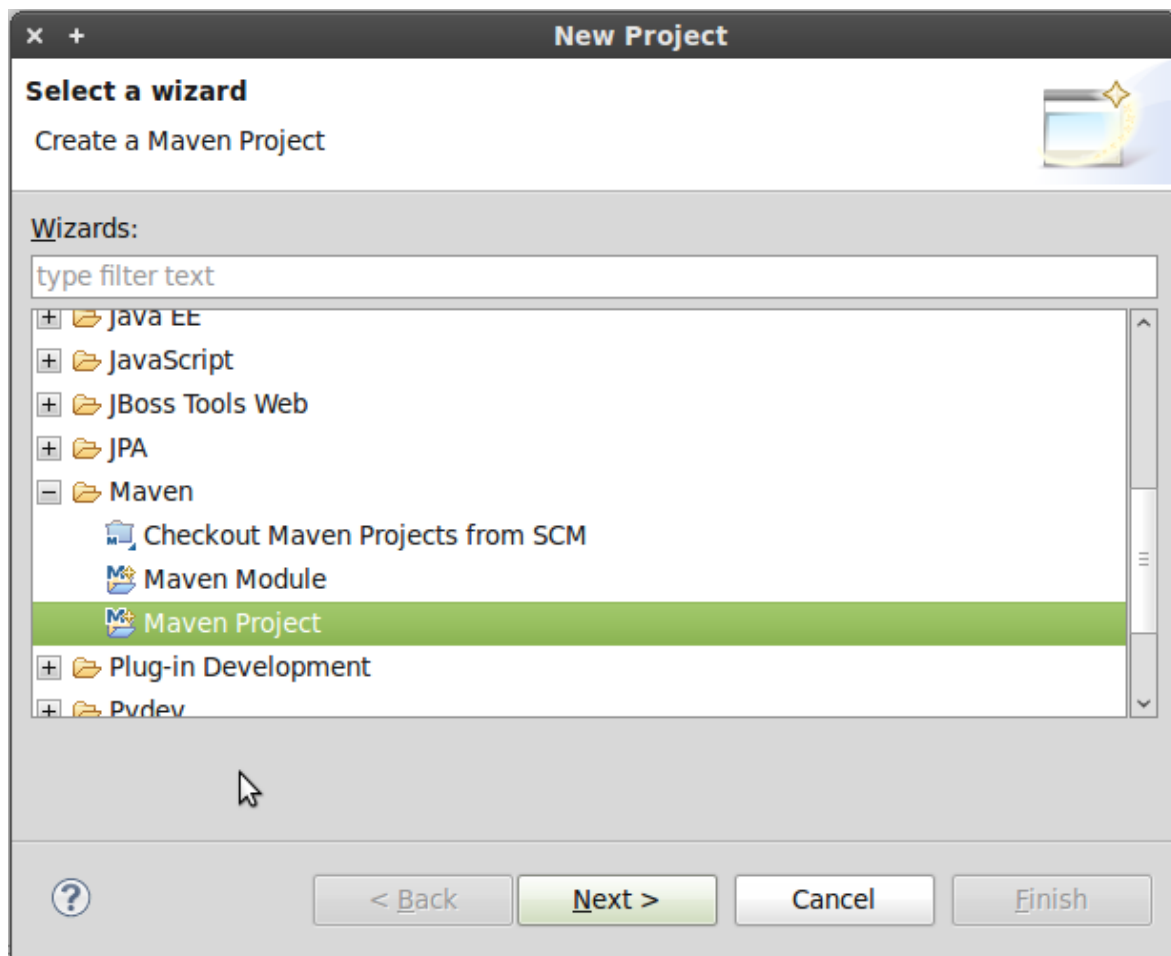 New Project
Select a wizard
Create a Maven Project
Wizards:
type filter text
Java EE
JavaScript
JBoss Tools Web
JPA
Maven
Checkout Maven Projects from SCM
Maven Module
Maven Project
Plug-in Development
Pydev
< Back Next > Cancel Finish